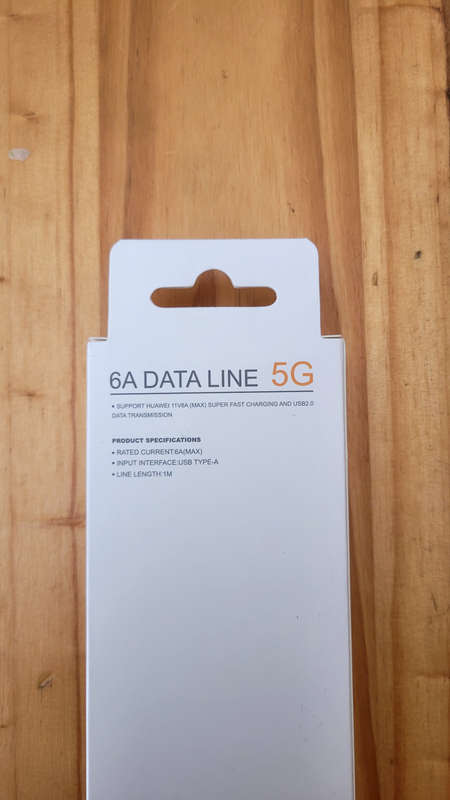 6A DATA LINE 5G
• SUPPORT HUAWEI 11V6A (MAX) SUPER FAST CHARGING AND USB2.0
DATA TRANSMISSION
PRODUCT SPECIFICATIONS
• RATED CURRENT:6A(MAX)
• INPUT INTERFACE:USB TYPE-A
• LINE LENGTH:1M